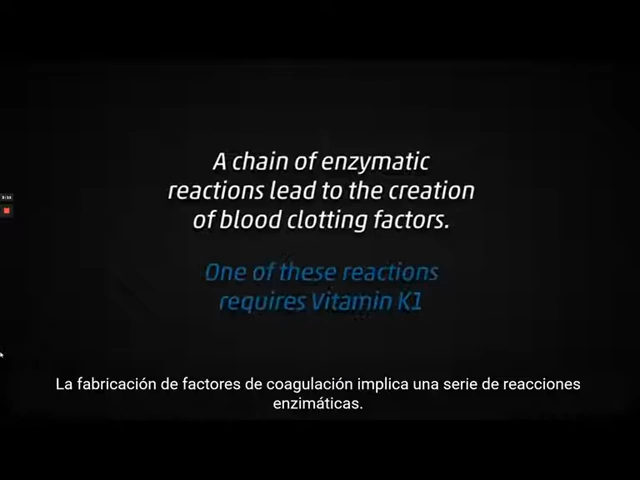 A chain of enzymatic
reactions lead to the creation
of blood clotting factors.
One of these reactions
requires Vitamin K1
La fabricación de factores de coagulación implica una serie de reacciones
enzimáticas.